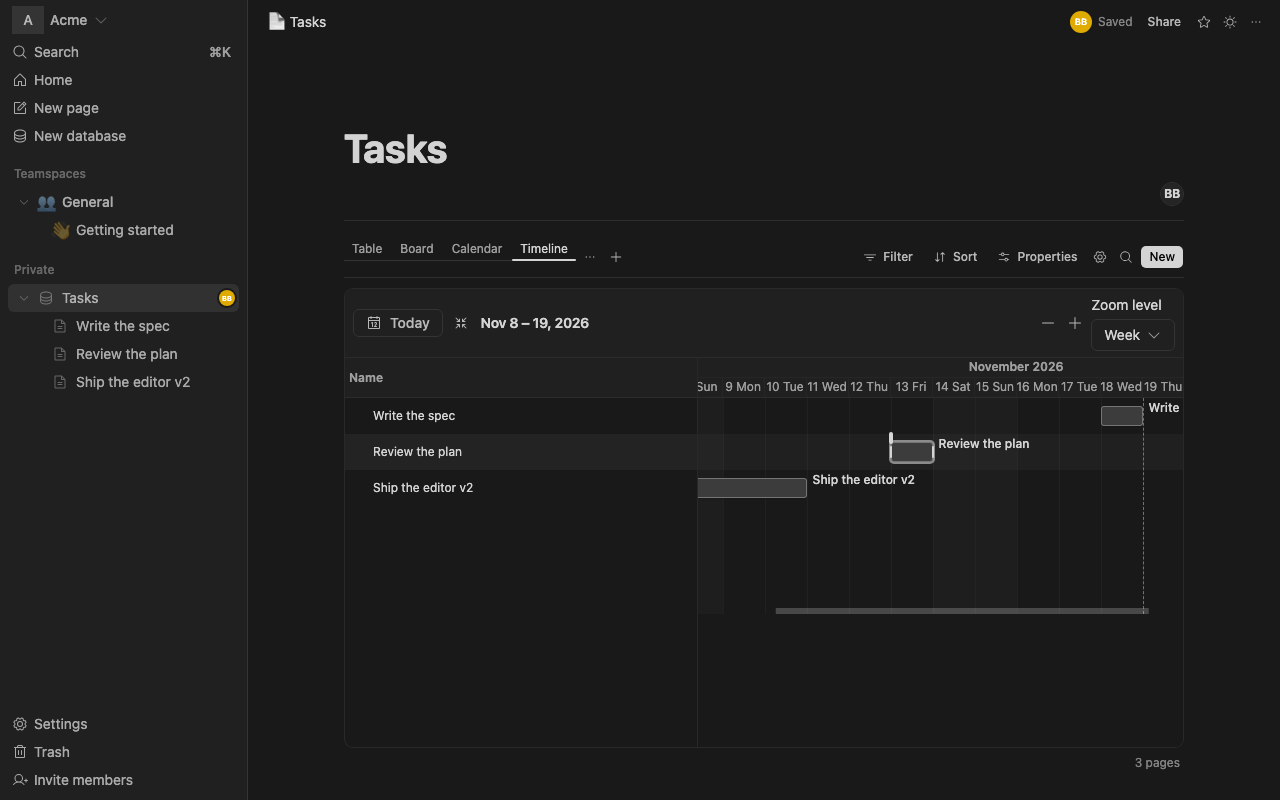 A Acme
Search ⌘K
Home
New page
New database
Teamspaces
General
Getting started
Private
Tasks BB
Write the spec
Review the plan
Ship the editor v2
Settings
Trash
Invite members
Tasks
BB Saved Share
Tasks
BB
Table Board Calendar Timeline
Filter Sort Properties New
Today Nov 8 – 19, 2026
Zoom level
Week
Name
November 2026
Sun 9 Mon 10 Tue 11 Wed 12 Thu 13 Fri 14 Sat 15 Sun 16 Mon 17 Tue 18 Wed 19 Thu
Write the spec Write
Review the plan Review the plan
Ship the editor v2 Ship the editor v2
3 pages